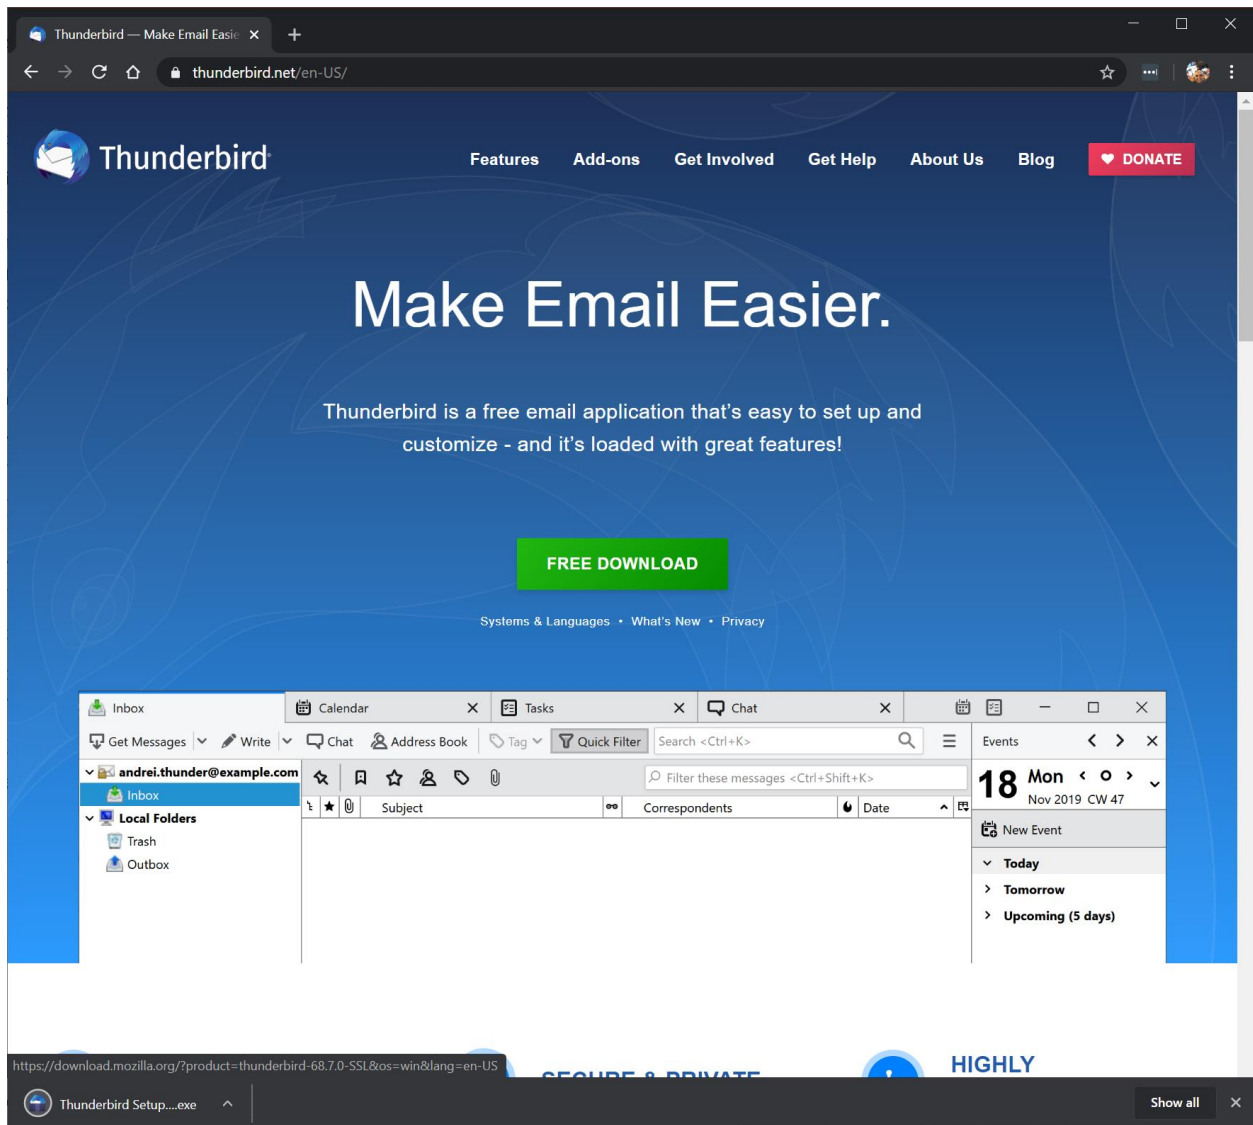 Thunderbird — Make Email Easie
thunderbird.net/en-US/
Thunderbird
Features Add-ons Get Involved Get Help About Us Blog DONATE
Make Email Easier.
Thunderbird is a free email application that's easy to set up and
customize - and it's loaded with great features!
FREE DOWNLOAD
Systems & Languages • What's New • Privacy
Inbox Calendar Tasks Chat
Get Messages Write Chat Address Book Tag Quick Filter Search <Ctrl+K> Events
andrei.thunder@example.com
Inbox
Local Folders
Trash
Outbox
Filter these messages <Ctrl+Shift+K>
Subject Correspondents Date
18 Mon
Nov 2019 CW 47
New Event
Today
Tomorrow
Upcoming (5 days)
SECURE & PRIVATE
HIGHLY
https://download.mozilla.org/?product=thunderbird-68.7.0-SSL&os=win&lang=en-US
Thunderbird Setup....exe Show all